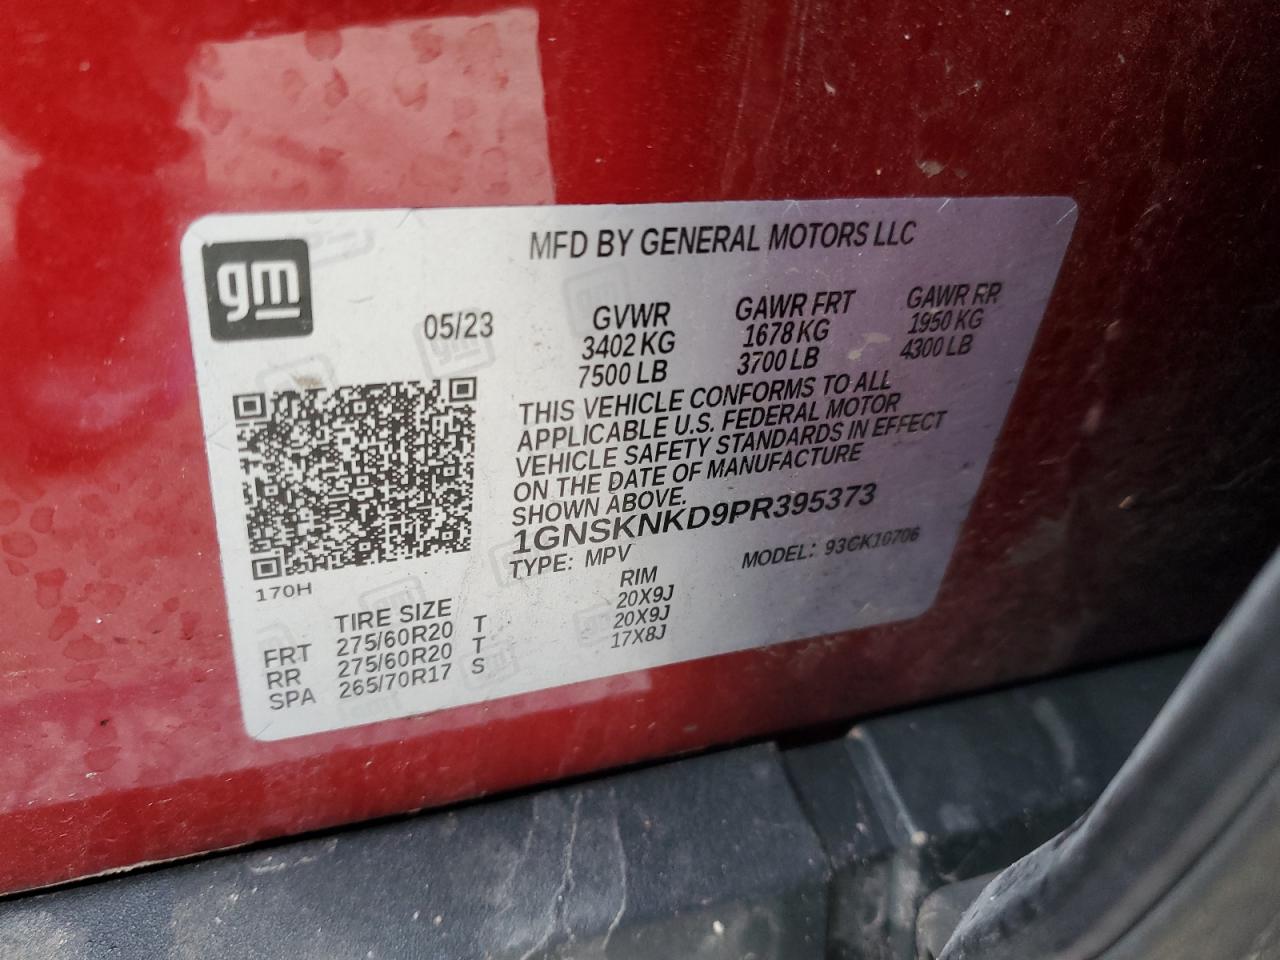 gm
MFD BY GENERAL MOTORS LLC
05/23
GVWR GAWR FRT GAWR RR
3402 KG 1678 KG 1950 KG
7500 LB 3700 LB 4300 LB
THIS VEHICLE CONFORMS TO ALL
APPLICABLE U.S. FEDERAL MOTOR
VEHICLE SAFETY STANDARDS IN EFFECT
ON THE DATE OF MANUFACTURE
SHOWN ABOVE.
1GNSKNKD9PR395373
TYPE: MPV MODEL: 93CK10706
170H
TIRE SIZE RIM
FRT 275/60R20 T 20X9J
RR 275/60R20 T 20X9J
SPA 265/70R17 S 17X8J